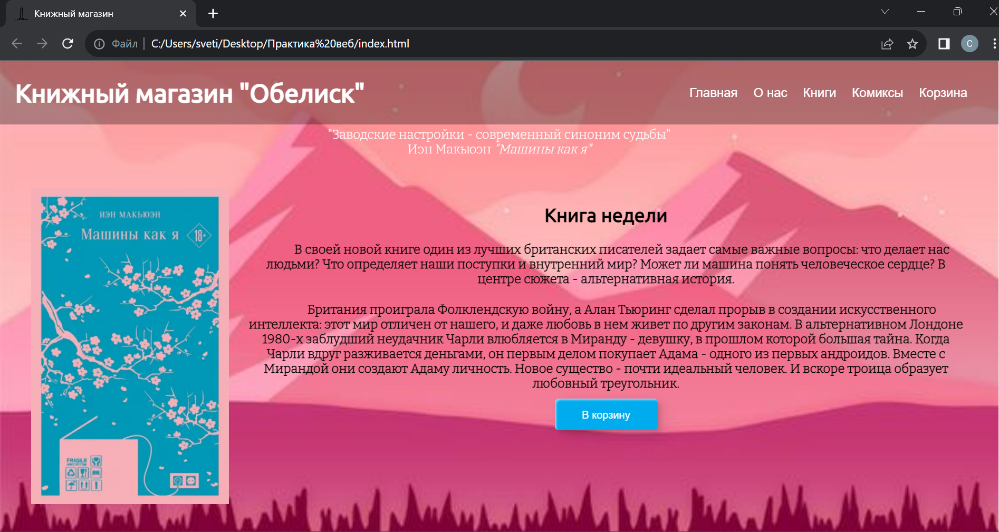 Книжный магазин
Файл
C:/Users/sveti/Desktop/Практика%20веб/index.html
С
Книжный магазин "Обелиск"
Главная О нас Книги Комиксы Корзина
"Заводские настройки - современный синоним судьбы"
Иэн Макьюэн "Машины как я"
ИЭН МАКЬЮЭН
Машины как я
18+
FRAGILE
Книга недели
В своей новой книге один из лучших британских писателей задает самые важные вопросы: что делает нас
людьми? Что определяет наши поступки и внутренний мир? Может ли машина понять человеческое сердце? В
центре сюжета - альтернативная история.
Британия проиграла Фолклендскую войну, а Алан Тьюринг сделал прорыв в создании искусственного
интеллекта: этот мир отличен от нашего, и даже любовь в нем живет по другим законам. В альтернативном Лондоне
1980-х заблудший неудачник Чарли влюбляется в Миранду - девушку, в прошлом которой большая тайна. Когда
Чарли вдруг разживается деньгами, он первым делом покупает Адама - одного из первых андроидов. Вместе с
Мирандой они создают Адаму личность. Новое существо - почти идеальный человек. И вскоре троица образует
любовный треугольник.
В корзину